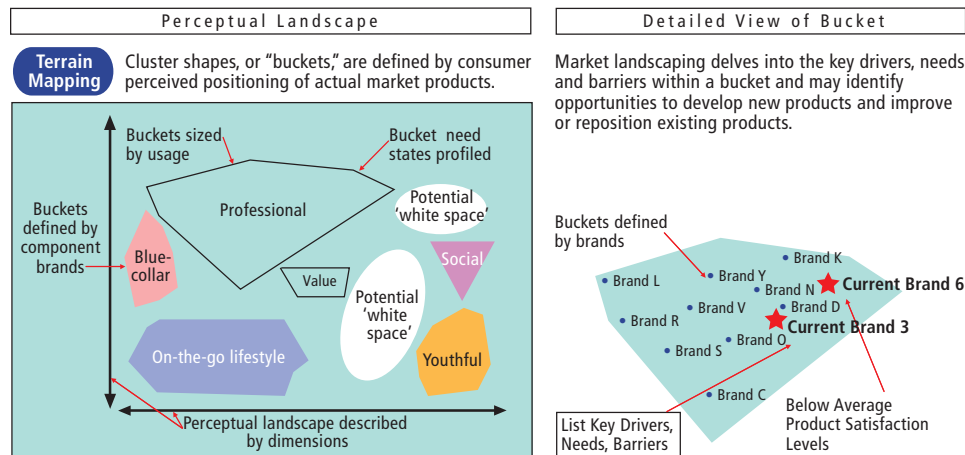 Perceptual Landscape
Terrain
Mapping
Cluster shapes, or “buckets,” are defined by consumer
perceived positioning of actual market products.
Buckets sized
by usage
Bucket need
states profiled
Buckets
defined by
component
brands
Professional
Potential
‘white space’
Blue-
collar
Social
Value
Potential
‘white
space’
On-the-go lifestyle
Youthful
Perceptual landscape described
by dimensions
Detailed View of Bucket
Market landscaping delves into the key drivers, needs
and barriers within a bucket and may identify
opportunities to develop new products and improve
or reposition existing products.
Buckets defined
by brands
Brand K
Brand L
Brand Y
Brand N
Current Brand 6
Brand V
Brand D
Brand R
Current Brand 3
Brand S
Brand O
Brand C
List Key Drivers,
Needs, Barriers
Below Average
Product Satisfaction
Levels